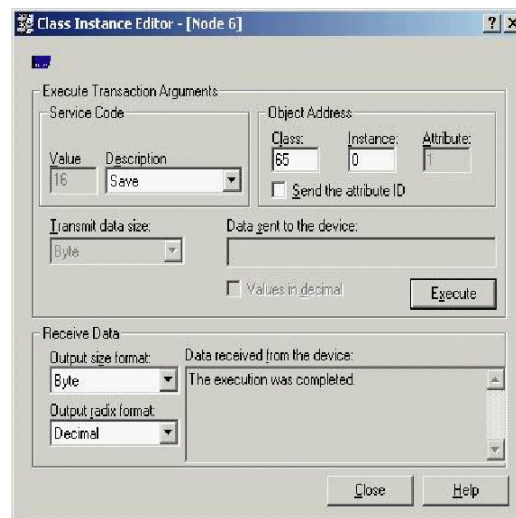 Class Instance Editor - [Node 6]
Execute Transaction Arguments
Service Code
Object Address
Value Description
Class: Instance: Attribute:
16 Save
65 0 1
Send the attribute ID
Transmit data size:
Data sent to the device:
Byte
Values in decimal
Execute
Receive Data
Output size format:
Data received from the device:
Byte
The execution was completed.
Output radix format:
Decimal
Close Help